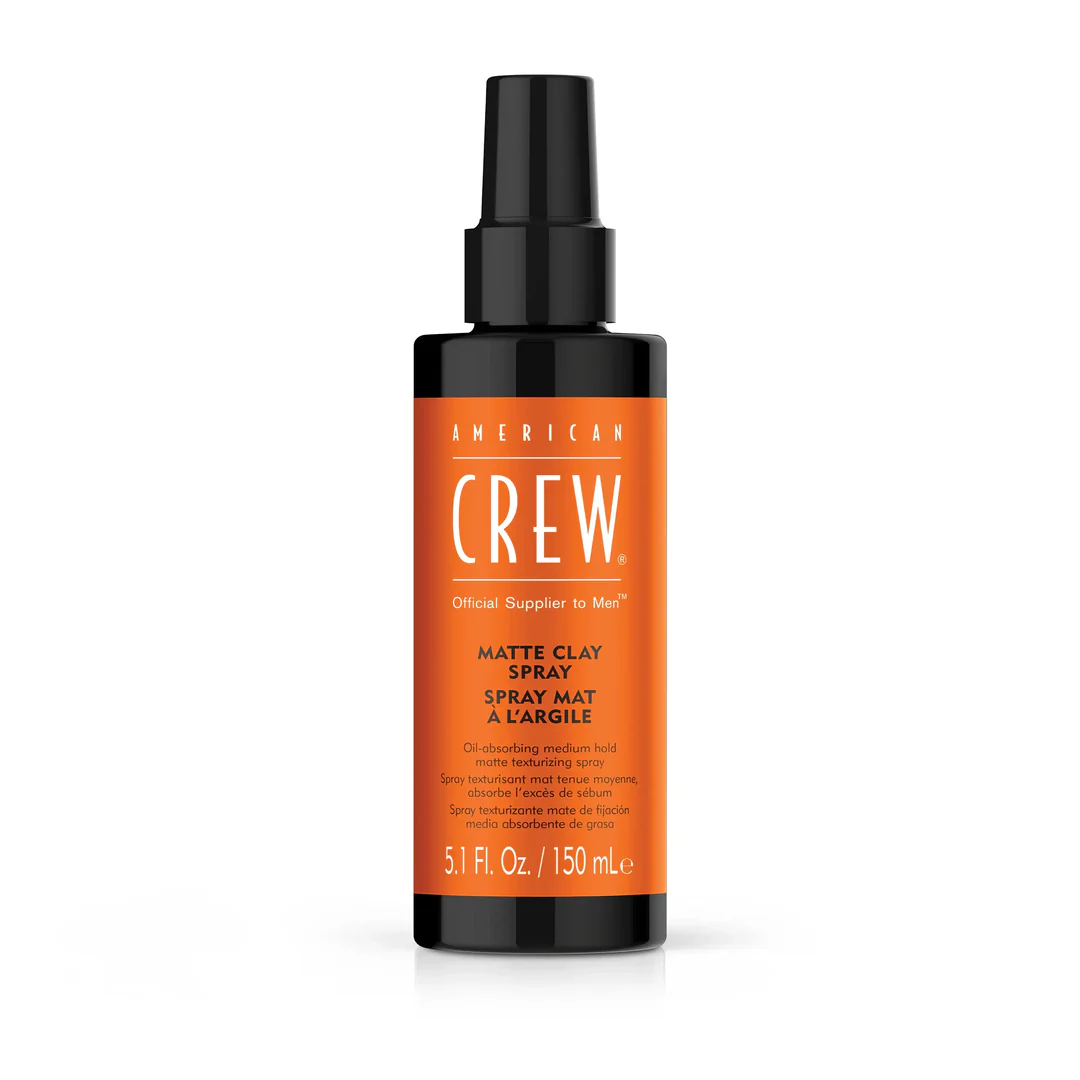 AMERICAN
CREW®
Official Supplier to Men™
MATTE CLAY
SPRAY
SPRAY MAT
À L'ARGILE
Oil-absorbing medium hold
matte texturizing spray
Spray texturisant mat tenue moyenne,
absorbe l'excès de sébum
Spray texturizante mate de fijación
media absorbente de grasa
5.1 Fl. Oz. / 150 mL℮